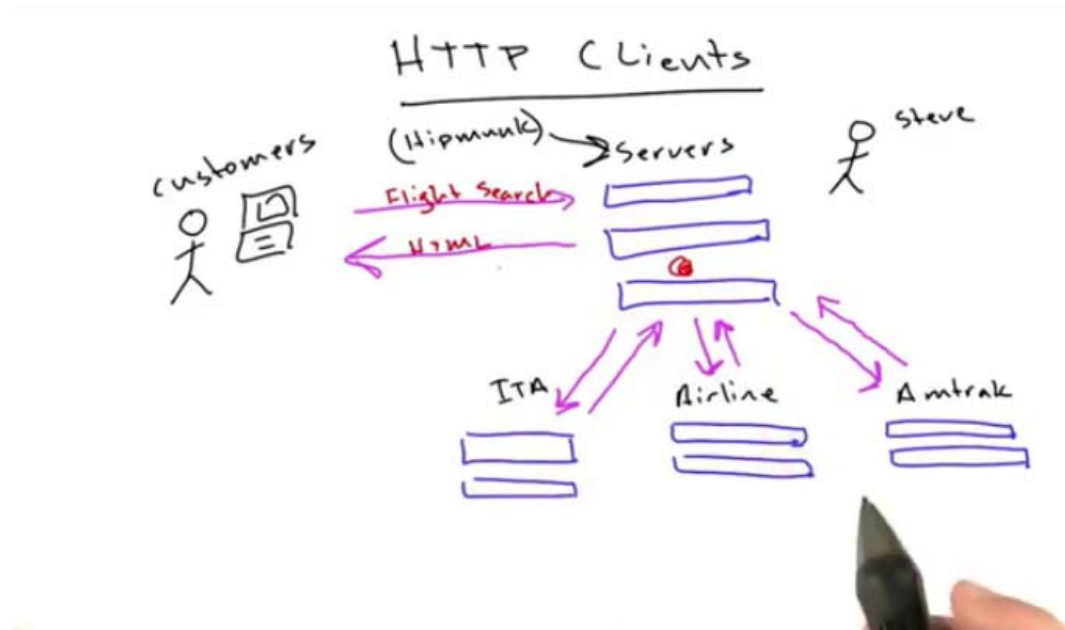 HTTP Clients
(Hipmunk)
Servers
Steve
customers
Flight Search
HTML
ITA
Airline
Amtrak